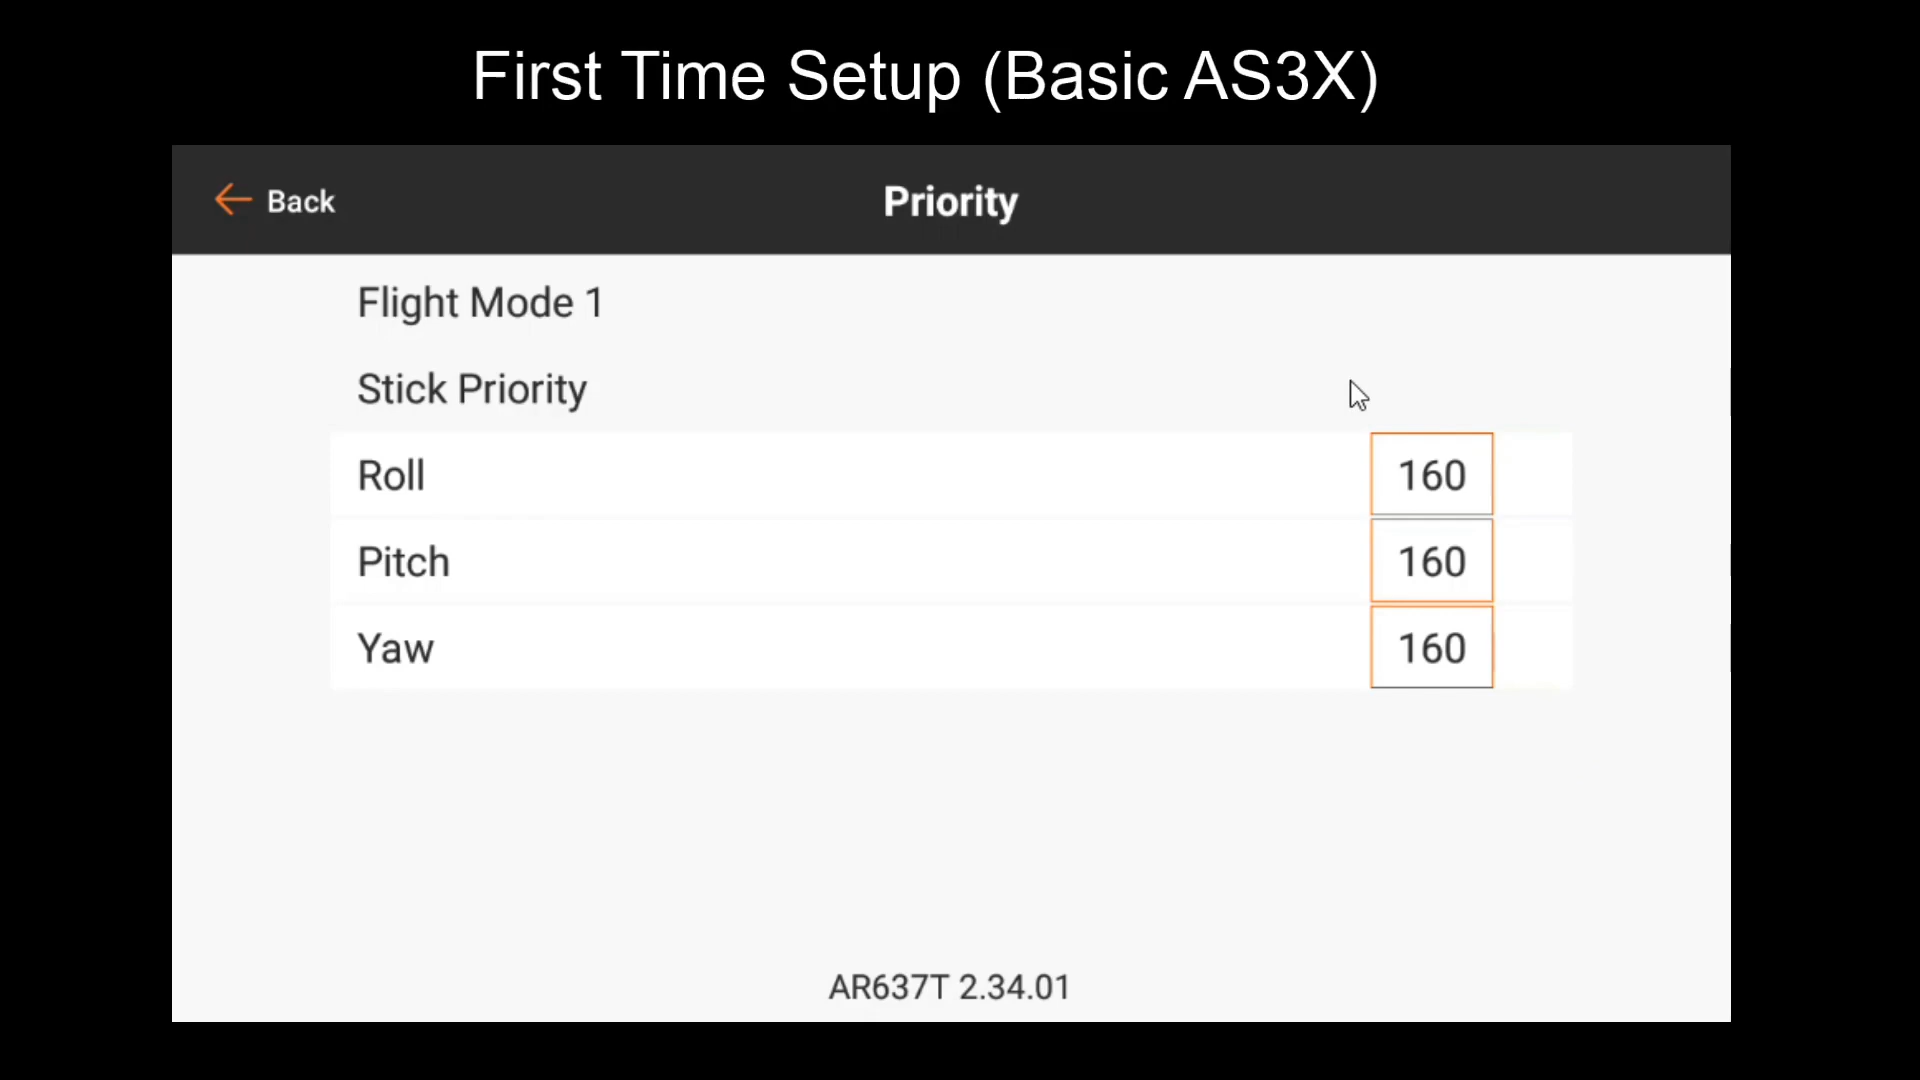 First Time Setup (Basic AS3X)
Back
Priority
Flight Mode 1
Stick Priority
Roll 160
Pitch 160
Yaw 160
AR637T 2.34.01